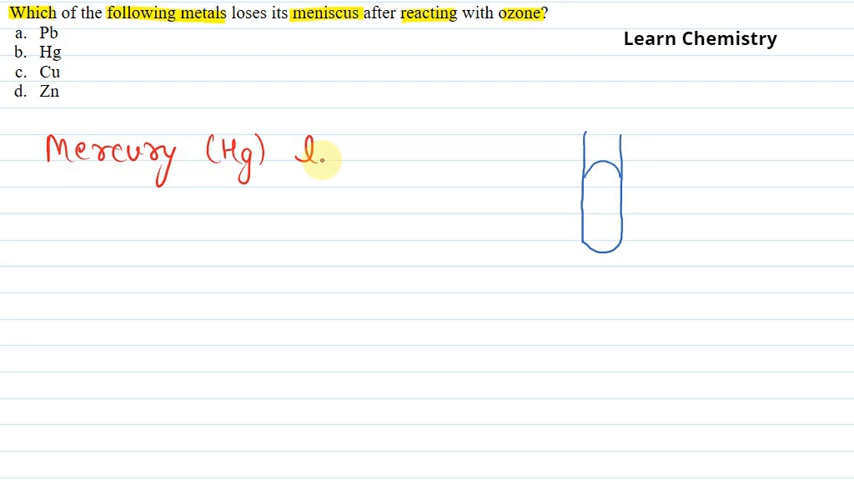 Which of the following metals loses its meniscus after reacting with ozone?
Learn Chemistry
a. Pb
b. Hg
c. Cu
d. Zn
Mercury (Hg) l.